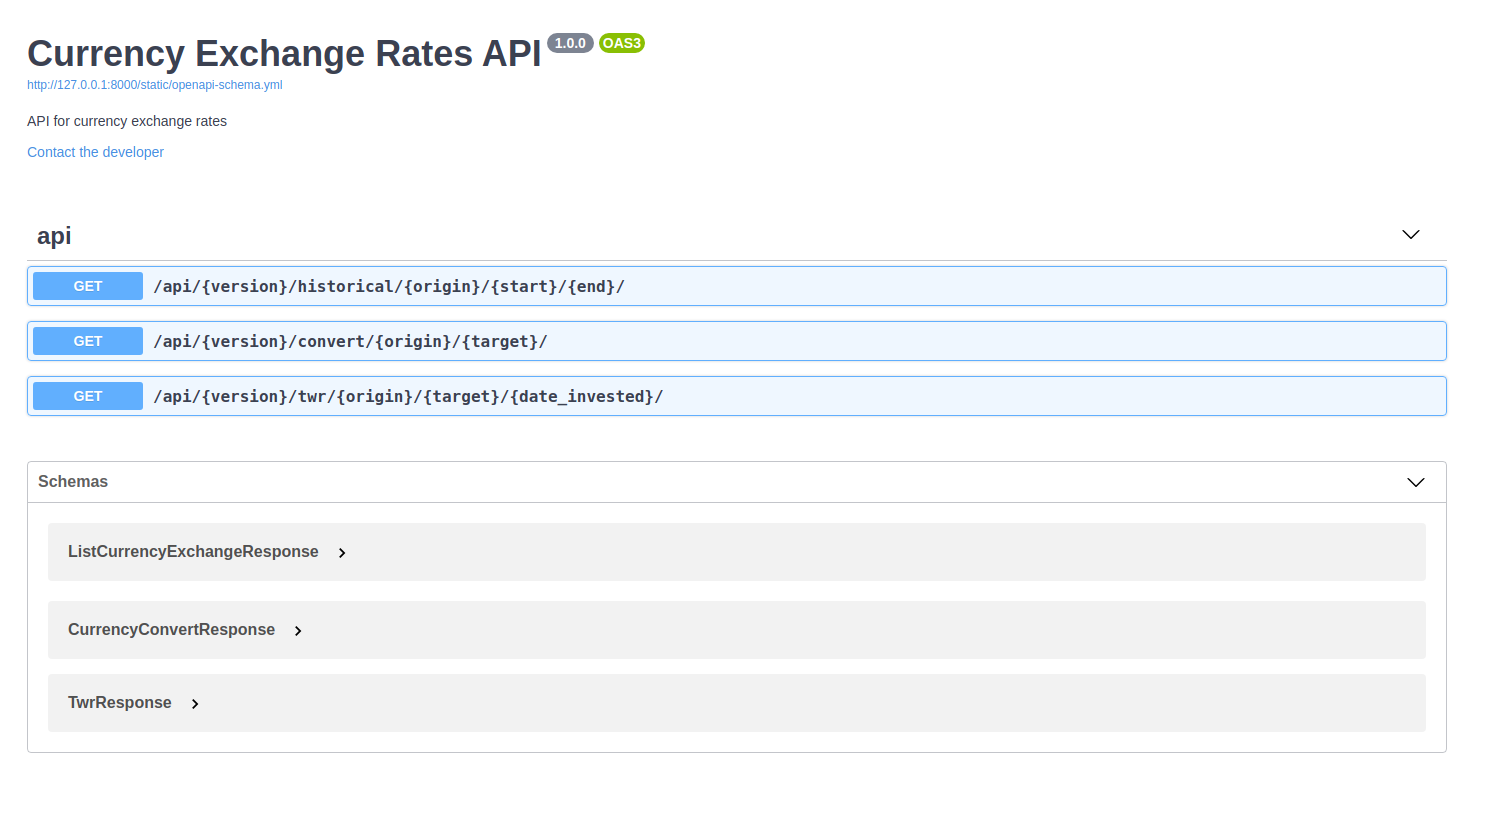 Currency Exchange Rates API 1.0.0 OAS3
http://127.0.0.1:8000/static/openapi-schema.yml
API for currency exchange rates
Contact the developer
api
GET /api/{version}/historical/{origin}/{start}/{end}/
GET /api/{version}/convert/{origin}/{target}/
GET /api/{version}/twr/{origin}/{target}/{date_invested}/
Schemas
ListCurrencyExchangeResponse
CurrencyConvertResponse
TwrResponse